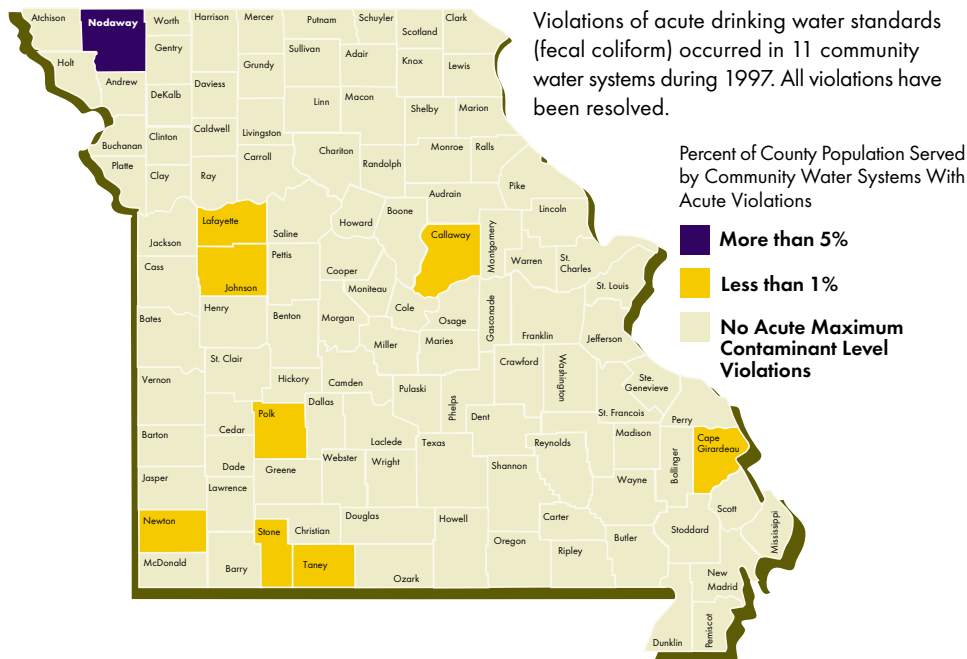 Violations of acute drinking water standards
(fecal coliform) occurred in 11 community
water systems during 1997. All violations have
been resolved.
Percent of County Population Served
by Community Water Systems With
Acute Violations
More than 5%
Less than 1%
No Acute Maximum
Contaminant Level
Violations
Atchison
Nodaway
Worth
Harrison
Mercer
Putnam
Schuyler
Scotland
Clark
Gentry
Sullivan
Adair
Knox
Lewis
Holt
Andrew
Grundy
Daviess
DeKalb
Linn
Macon
Shelby
Marion
Buchanan
Clinton
Caldwell
Livingston
Chariton
Monroe
Ralls
Platte
Clay
Ray
Carroll
Randolph
Audrain
Pike
Lafayette
Saline
Howard
Boone
Callaway
Montgomery
Lincoln
Jackson
Cass
Johnson
Pettis
Cooper
Moniteau
Cole
Osage
Gasconade
Warren
St.
Charles
St. Louis
Bates
Henry
Benton
Morgan
Miller
Maries
Franklin
Jefferson
St. Clair
Hickory
Camden
Pulaski
Phelps
Crawford
Washington
Ste.
Genevieve
St. Francois
Perry
Vernon
Cedar
Polk
Dallas
Laclede
Texas
Dent
Reynolds
Madison
Bollinger
Cape
Girardeau
Barton
Dade
Greene
Webster
Wright
Shannon
Wayne
Jasper
Lawrence
Scott
Mississippi
Newton
Stone
Christian
Douglas
Howell
Carter
Oregon
Ripley
Butler
Stoddard
McDonald
Barry
Taney
Ozark
New
Madrid
Dunklin
Pemiscot